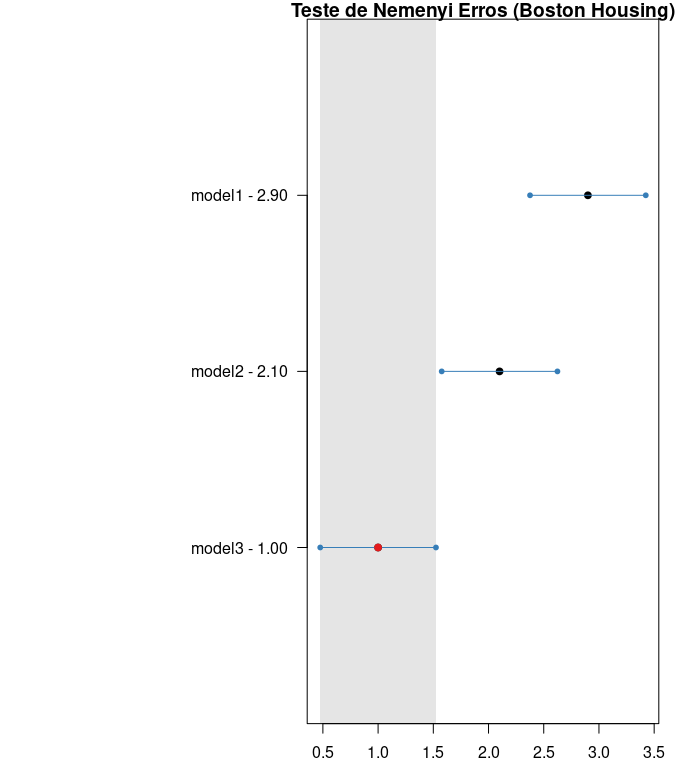 Teste de Nemenyi Erros (Boston Housing)
model1 - 2.90
model2 - 2.10
model3 - 1.00
0.5 1.0 1.5 2.0 2.5 3.0 3.5